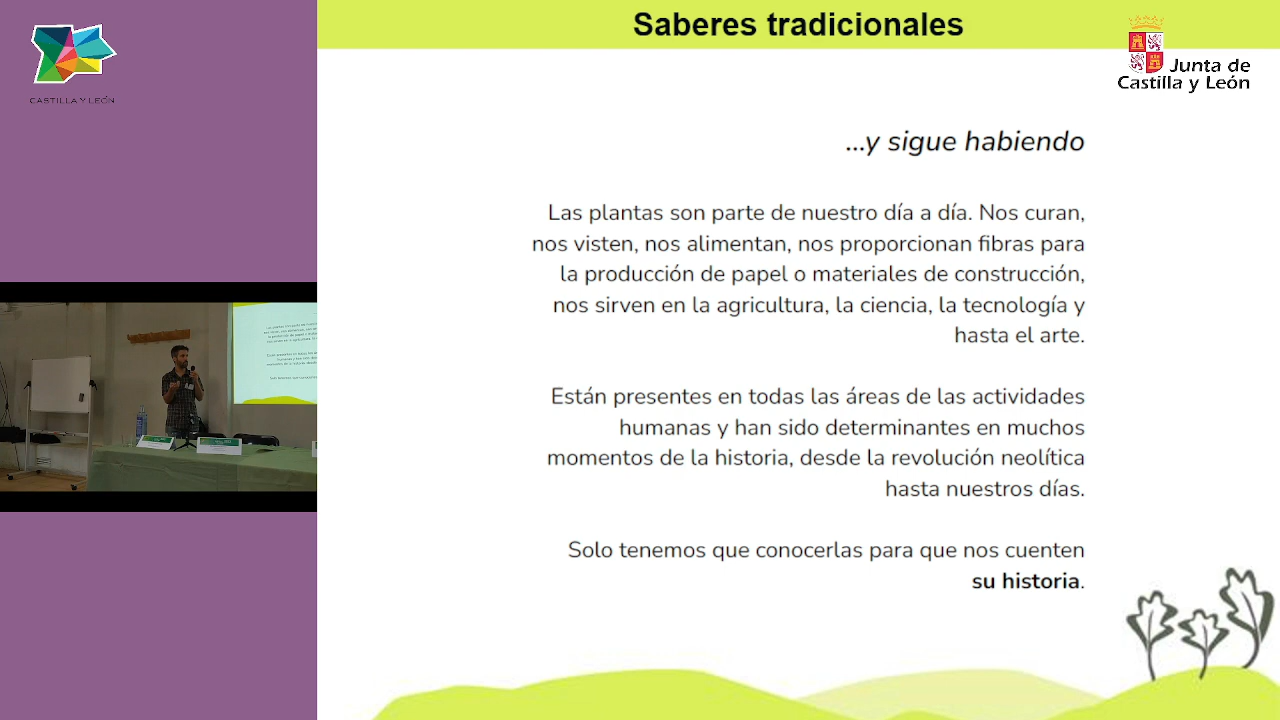 Saberes tradicionales
CASTILLA Y LEÓN
Junta de
Castilla y León
...y sigue habiendo
Las plantas son parte de nuestro día a día. Nos curan,
nos visten, nos alimentan, nos proporcionan fibras para
la producción de papel o materiales de construcción,
nos sirven en la agricultura, la ciencia, la tecnología y
hasta el arte.
Están presentes en todas las áreas de las actividades
humanas y han sido determinantes en muchos
momentos de la historia, desde la revolución neolítica
hasta nuestros días.
Solo tenemos que conocerlas para que nos cuenten
su historia.